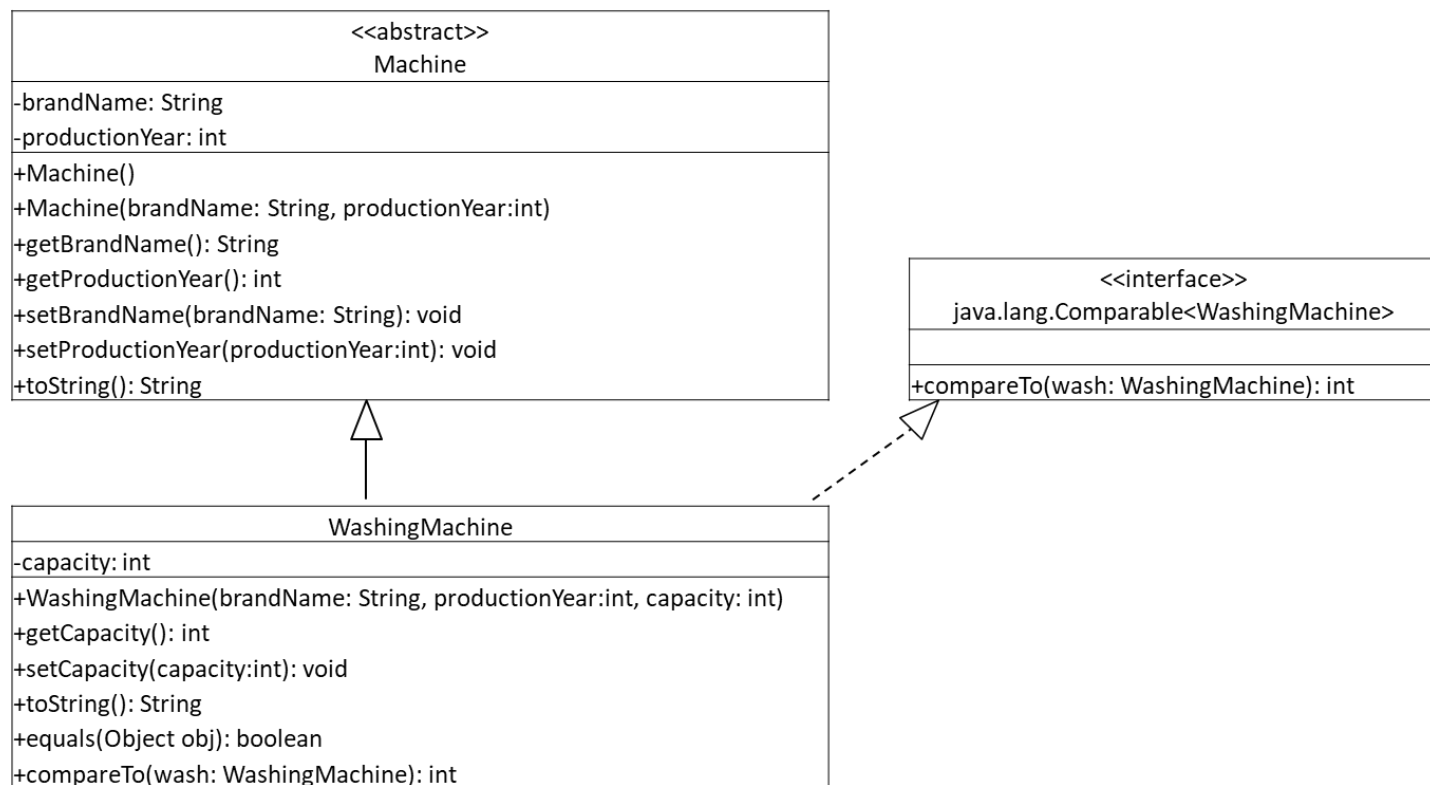 <<abstract>>
Machine
-brandName: String
-productionYear: int
+Machine()
+Machine(brandName: String, productionYear:int)
+getBrandName(): String
+getProductionYear(): int
+setBrandName(brandName: String): void
+setProductionYear(productionYear:int): void
+toString(): String
<<interface>>
java.lang.Comparable<WashingMachine>
+compareTo(wash: WashingMachine): int
WashingMachine
-capacity: int
+WashingMachine(brandName: String, productionYear:int, capacity: int)
+getCapacity(): int
+setCapacity(capacity:int): void
+toString(): String
+equals(Object obj): boolean
+compareTo(wash: WashingMachine): int